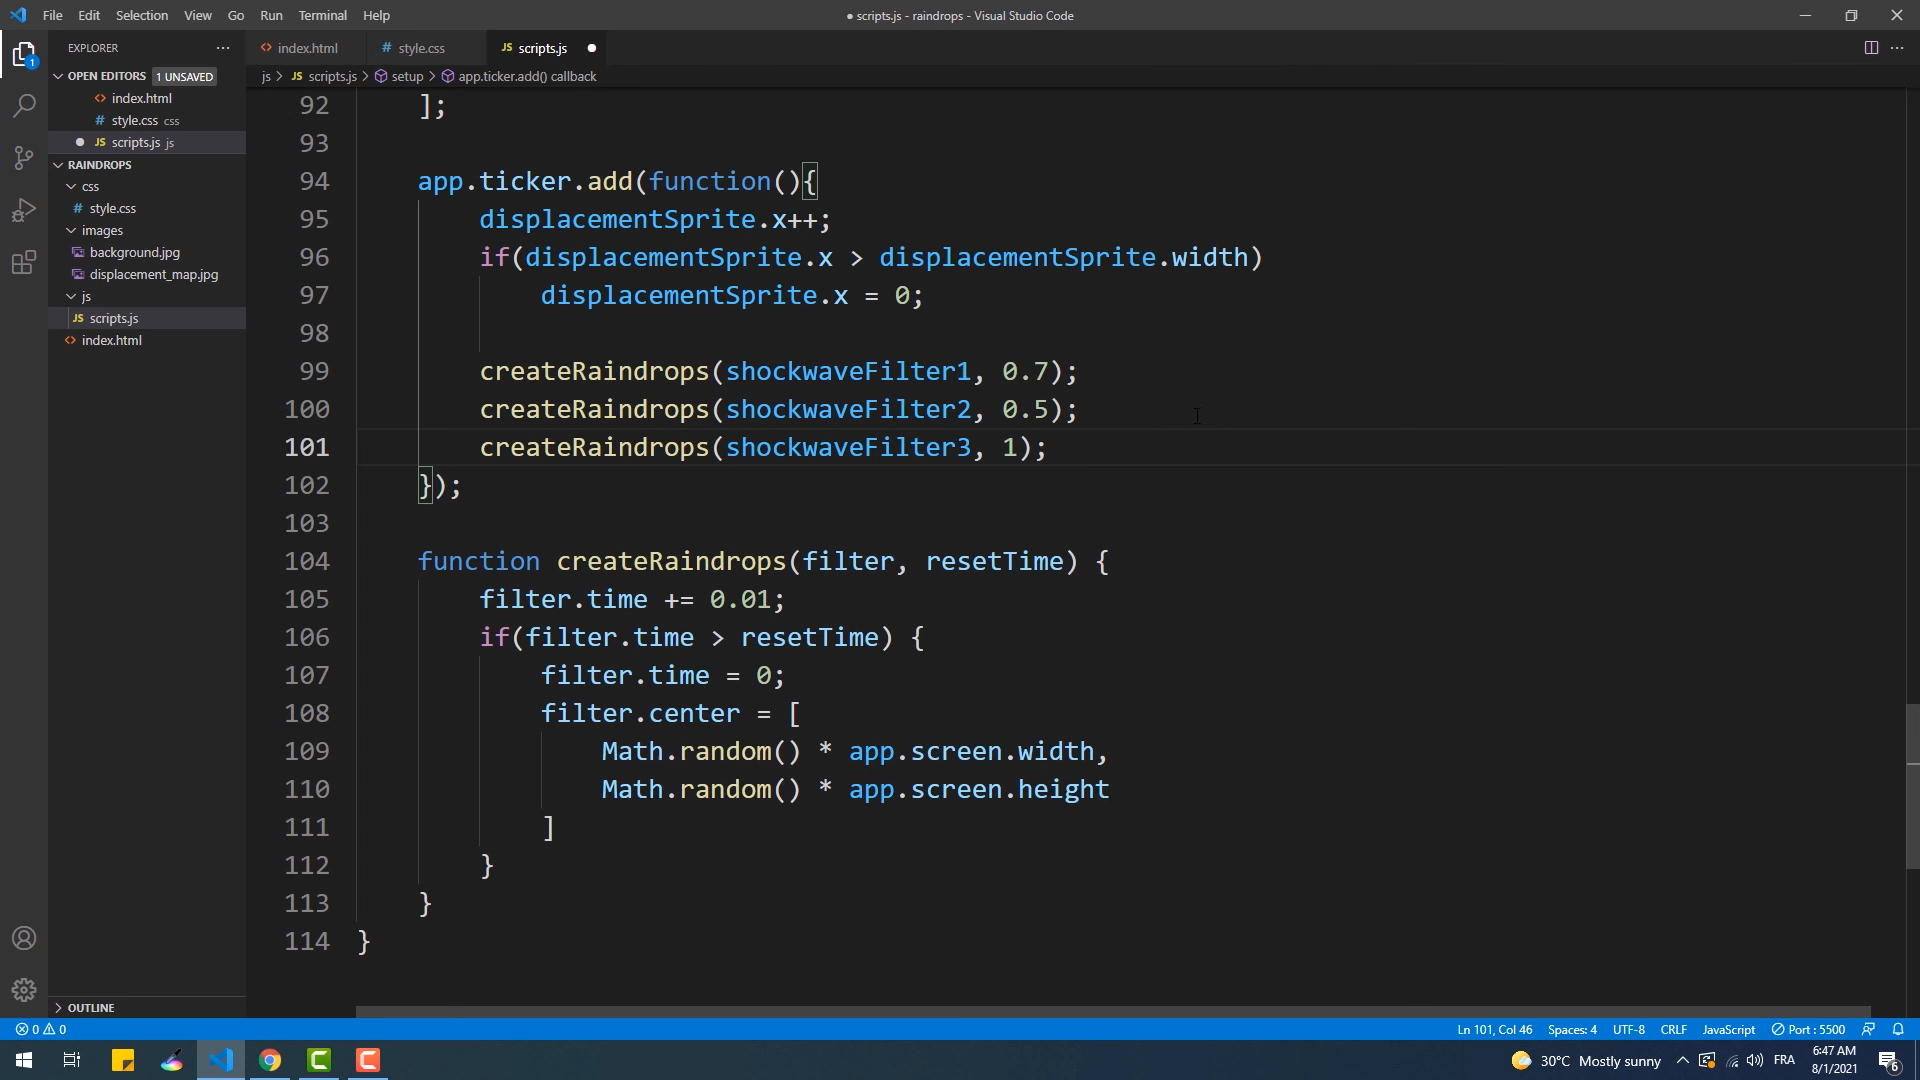 File Edit Selection View Go Run Terminal Help
● scripts.js - raindrops - Visual Studio Code
EXPLORER
index.html
style.css
JS scripts.js
OPEN EDITORS 1 UNSAVED
js > JS scripts.js > setup > app.ticker.add() callback
index.html
# style.css css
JS scripts.js js
RAINDROPS
css
# style.css
images
background.jpg
displacement_map.jpg
js
JS scripts.js
index.html
OUTLINE
92 ];
93
94 app.ticker.add(function(){
95 displacementSprite.x++;
96 if(displacementSprite.x > displacementSprite.width)
97 displacementSprite.x = 0;
98
99 createRaindrops(shockwaveFilter1, 0.7);
100 createRaindrops(shockwaveFilter2, 0.5);
101 createRaindrops(shockwaveFilter3, 1);
102 });
103
104 function createRaindrops(filter, resetTime) {
105 filter.time += 0.01;
106 if(filter.time > resetTime) {
107 filter.time = 0;
108 filter.center = [
109 Math.random() * app.screen.width,
110 Math.random() * app.screen.height
111 ]
112 }
113 }
114 }
0 0
Ln 101, Col 46 Spaces: 4 UTF-8 CRLF JavaScript Port : 5500
30°C Mostly sunny
FRA
6:47 AM
8/1/2021
6